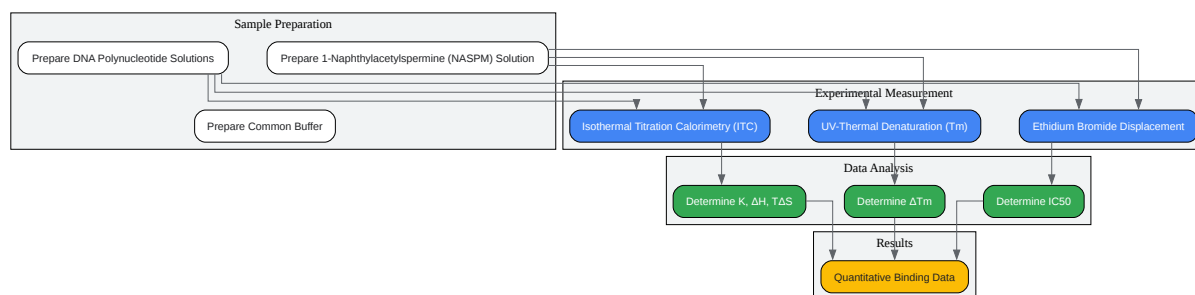 Sample Preparation
Prepare DNA Polynucleotide Solutions
Prepare 1-Naphthylacetylspermine (NASPM) Solution
Prepare Common Buffer
Experimental Measurement
Isothermal Titration Calorimetry (ITC)
UV-Thermal Denaturation (Tm)
Ethidium Bromide Displacement
Data Analysis
Determine K, ΔH, TΔS
Determine ΔTm
Determine IC50
Results
Quantitative Binding Data